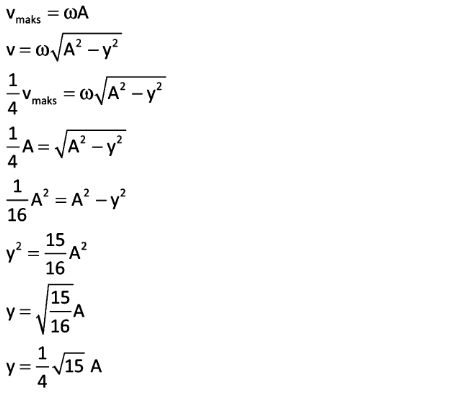 v_maks = ωA
v = ω√(A² − y²)
1/4 v_maks = ω√(A² − y²)
1/4 A = √(A² − y²)
1/16 A² = A² − y²
y² = 15/16 A²
y = √(15/16) A
y = 1/4 √15 A